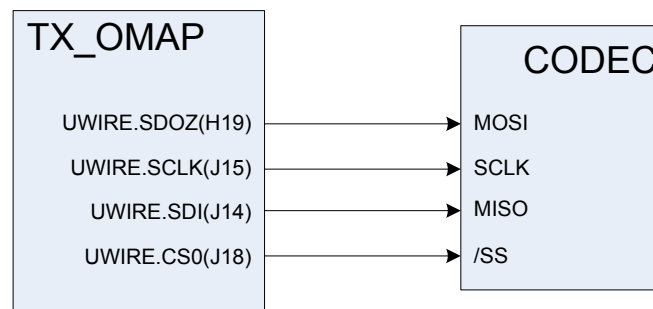 TX_OMAP
CODEC
UWIRE.SDOZ(H19)
MOSI
UWIRE.SCLK(J15)
SCLK
UWIRE.SDI(J14)
MISO
UWIRE.CS0(J18)
/SS